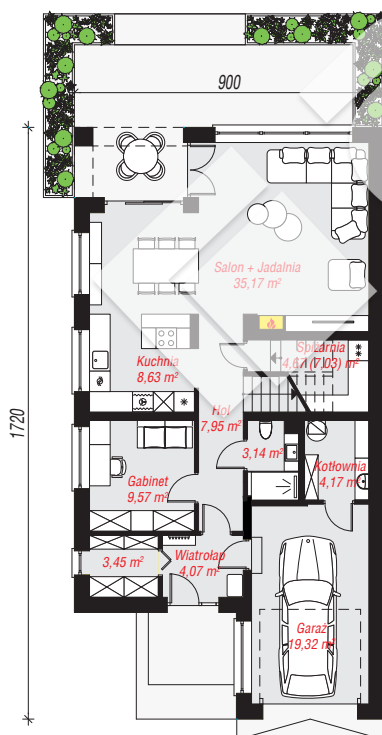 900
Salon + Jadalnia
35,17 m²
Spiżarnia
4,67 (7,03) m²
Kuchnia
8,63 m²
Hol
7,95 m²
1720
3,14 m²
Kotłownia
4,17 m²
Gabinet
9,57 m²
Wiatrołap
4,07 m²
3,45 m²
Garaż
19,32 m²